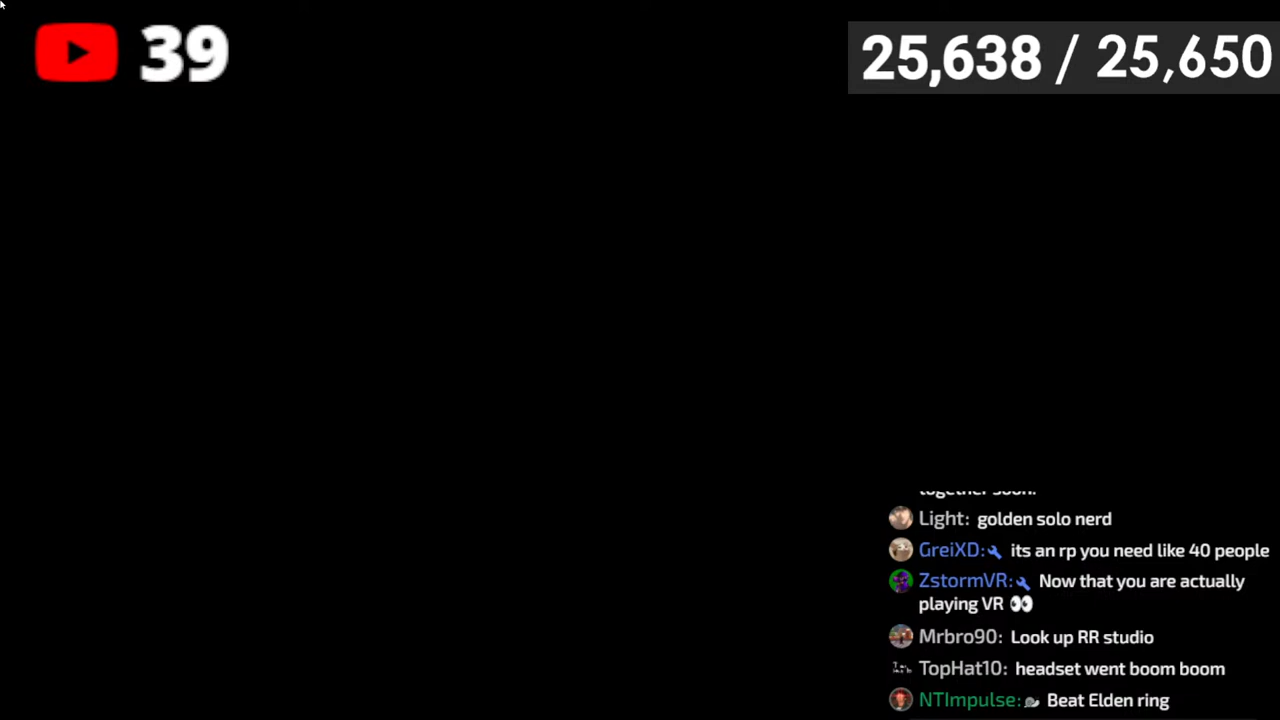 39
25,638 / 25,650
together soon.
Light: golden solo nerd
GreiXD: its an rp you need like 40 people
ZstormVR: Now that you are actually
playing VR 👀
Mrbro90: Look up RR studio
TopHat10: headset went boom boom
NTImpulse: Beat Elden ring